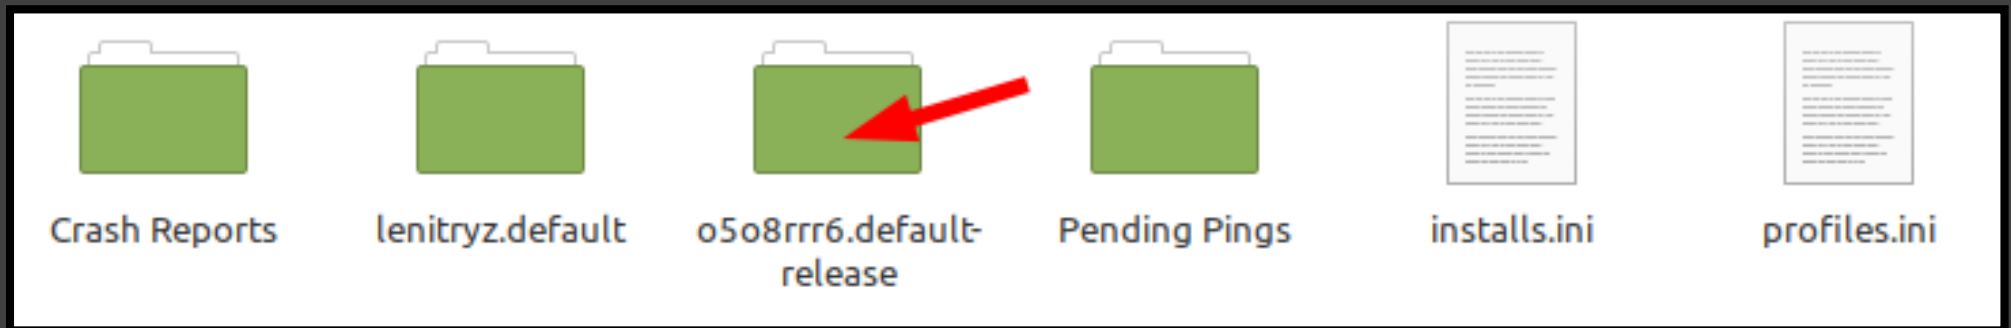 Crash Reports
lenitryz.default
o5o8rrr6.default-
release
Pending Pings
installs.ini
profiles.ini